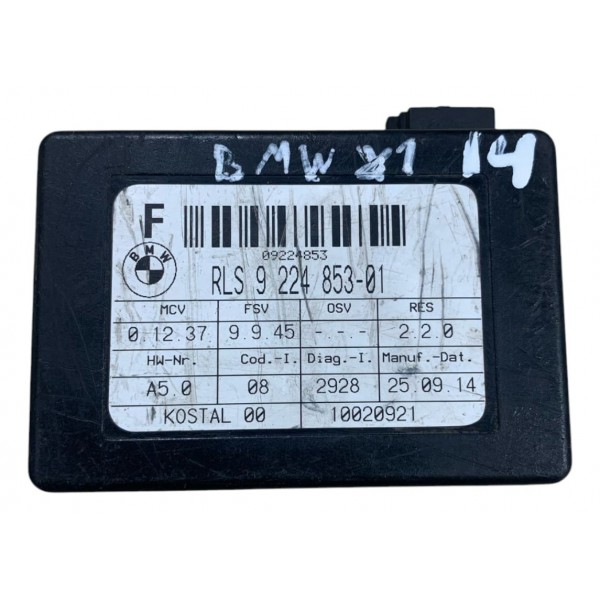 BMW X1 14
F
09224853
BMW
RLS 9 224 853-01
MCV FSV OSV RES
0.12.37 9.9.45 -.-.- 2.2.0
HW-Nr. Cod.-I. Diag.-I. Manuf.-Dat.
A5.0 08 2928 25.09.14
KOSTAL 00 10020921